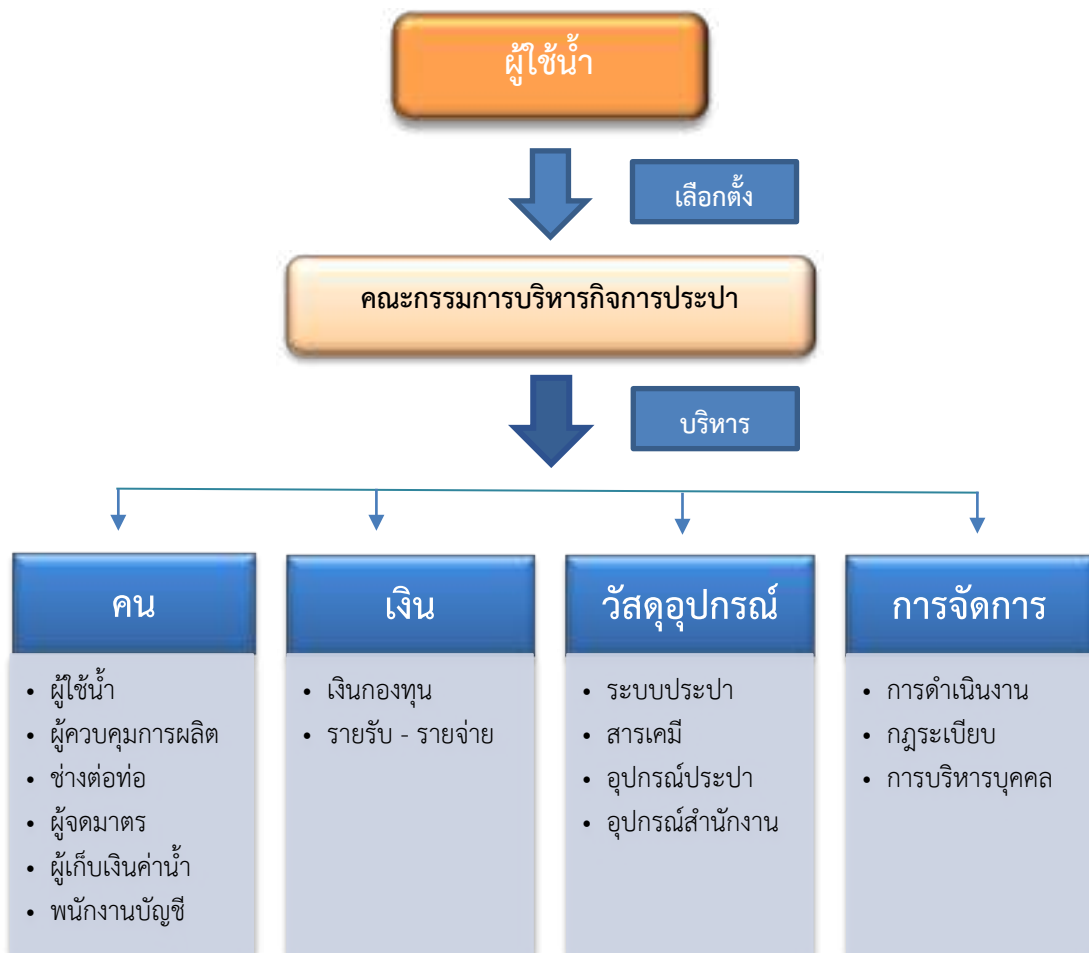 ผู้ใช้น้ำ
เลือกตั้ง
คณะกรรมการบริหารกิจการประปา
บริหาร
คน
• ผู้ใช้น้ำ
• ผู้ควบคุมการผลิต
• ช่างต่อท่อ
• ผู้จดมาตร
• ผู้เก็บเงินค่าน้ำ
• พนักงานบัญชี
เงิน
• เงินกองทุน
• รายรับ - รายจ่าย
วัสดุอุปกรณ์
• ระบบประปา
• สารเคมี
• อุปกรณ์ประปา
• อุปกรณ์สำนักงาน
การจัดการ
• การดำเนินงาน
• กฎระเบียบ
• การบริหารบุคคล